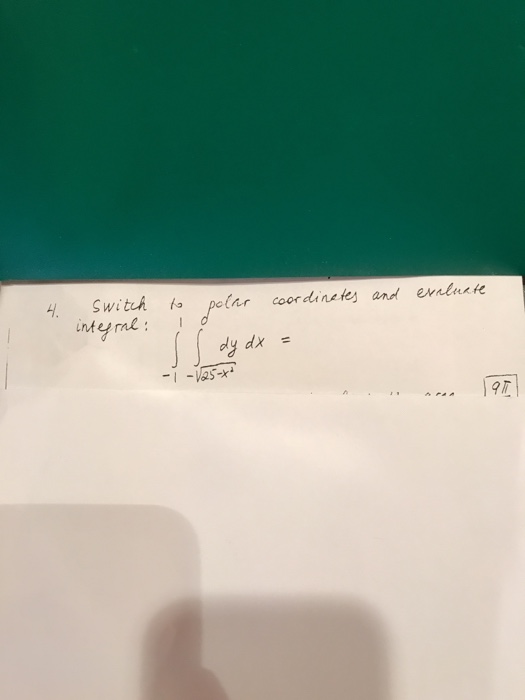 4. Switch to polar coordinates and evaluate
integral:
1 0
∫ ∫ dy dx =
-1 -√25-x²
9π